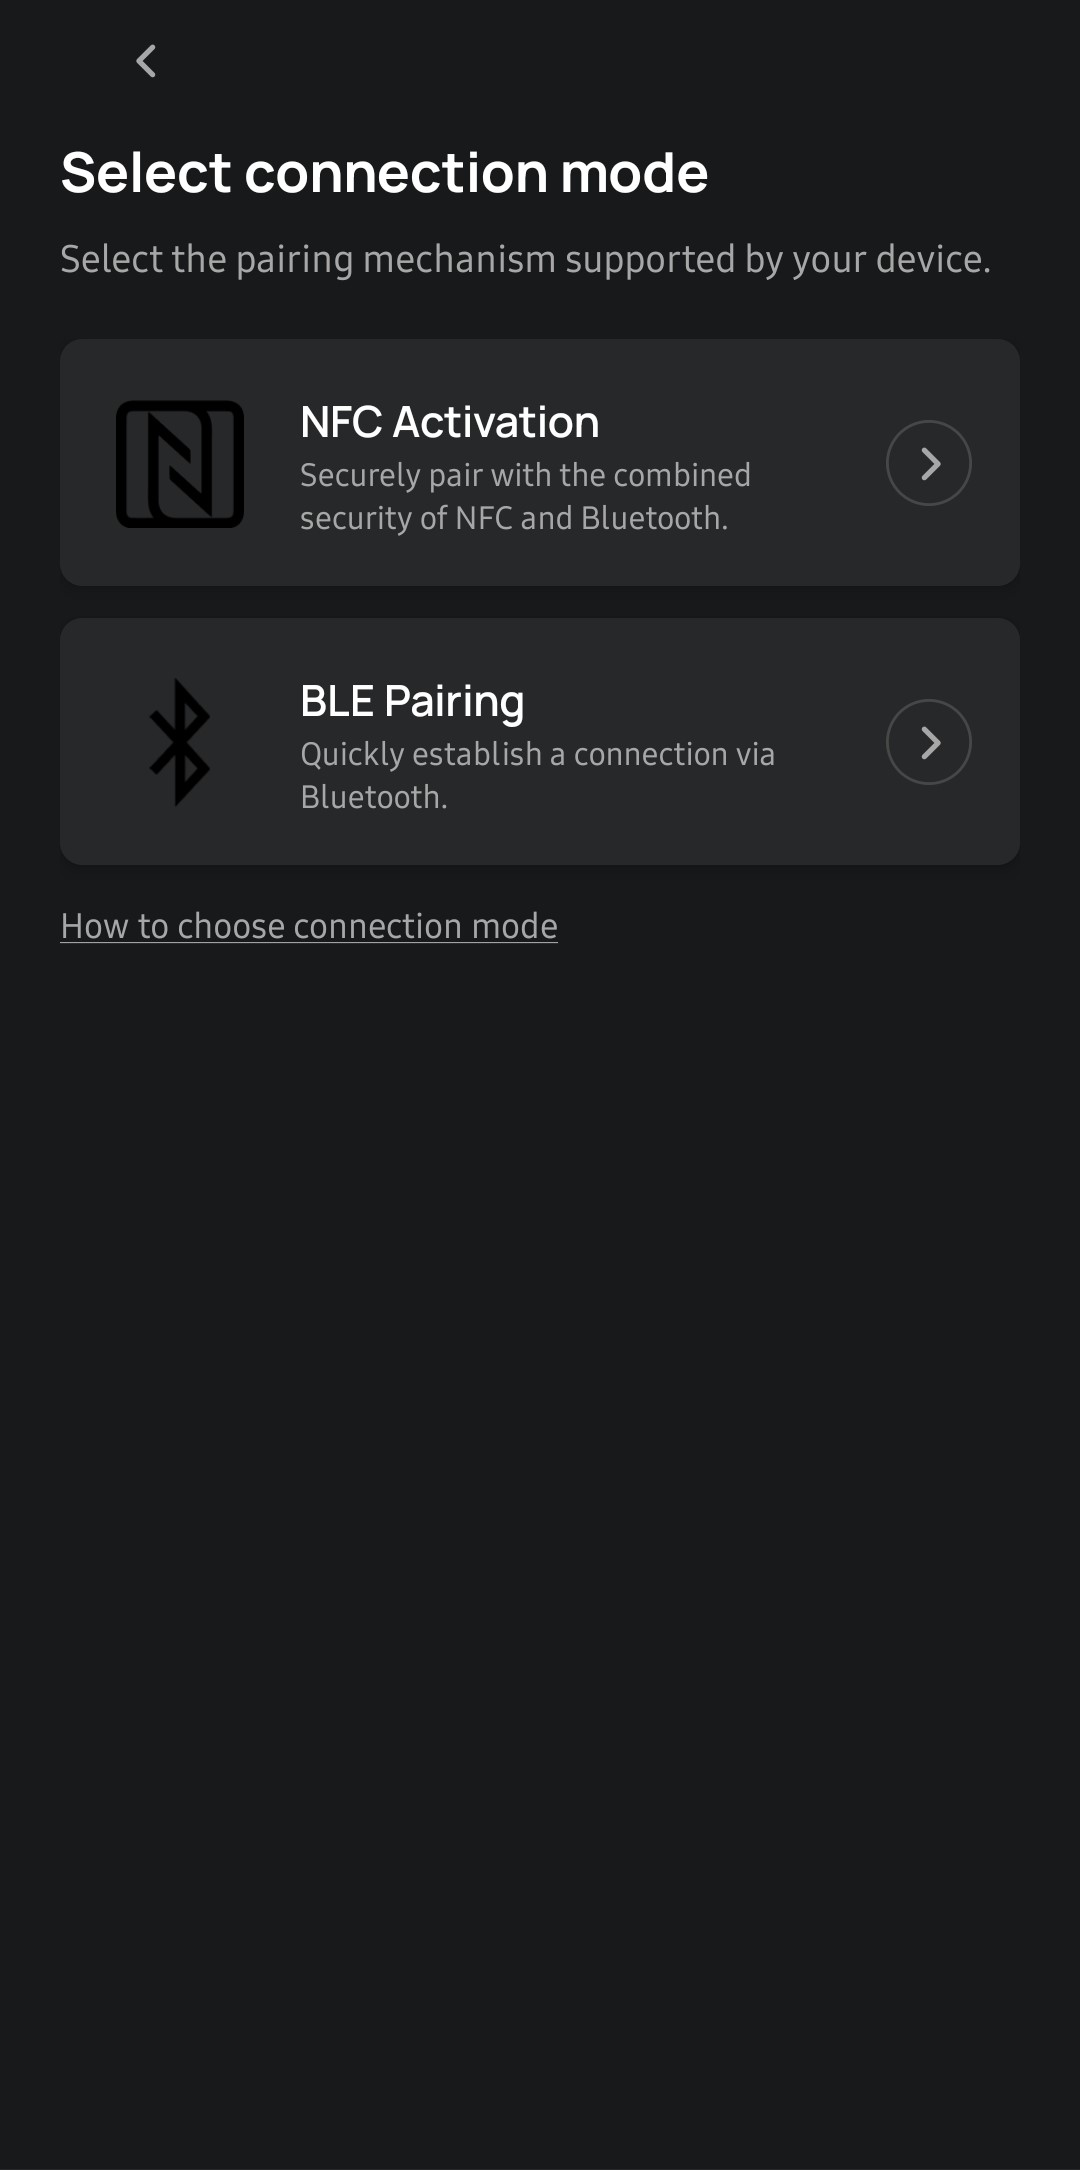 Select connection mode
Select the pairing mechanism supported by your device.
NFC Activation
Securely pair with the combined
security of NFC and Bluetooth.
BLE Pairing
Quickly establish a connection via
Bluetooth.
How to choose connection mode